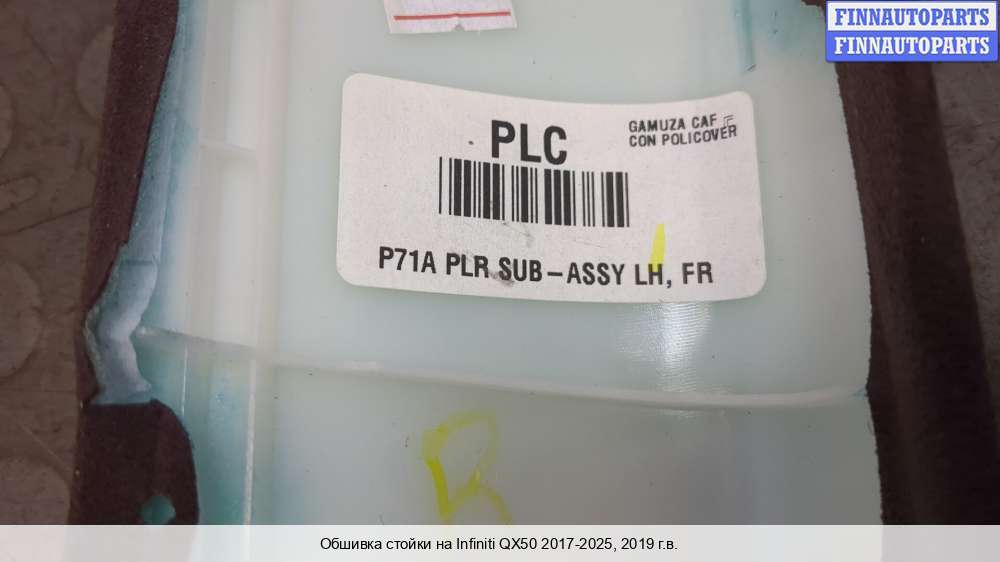 FINNAUTOPARTS
FINNAUTOPARTS
PLC
GAMUZA CAF
CON POLICOVER
P71A PLR SUB-ASSY LH, FR
Обшивка стойки на Infiniti QX50 2017-2025, 2019 г.в.